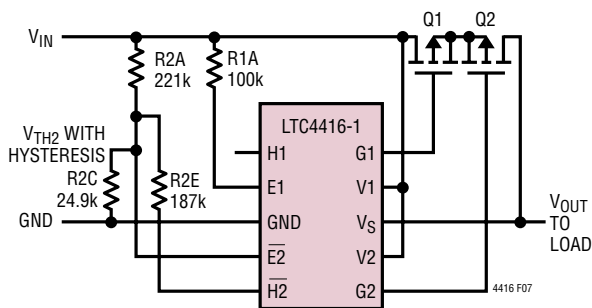 Q1 Q2
VIN
R2A
221k
R1A
100k
LTC4416-1
VTH2 WITH
HYSTERESIS
H1
G1
R2C
24.9k
R2E
187k
E1
V1
GND
GND
VS
VOUT
TO
LOAD
E2
V2
H2
G2
4416 F07